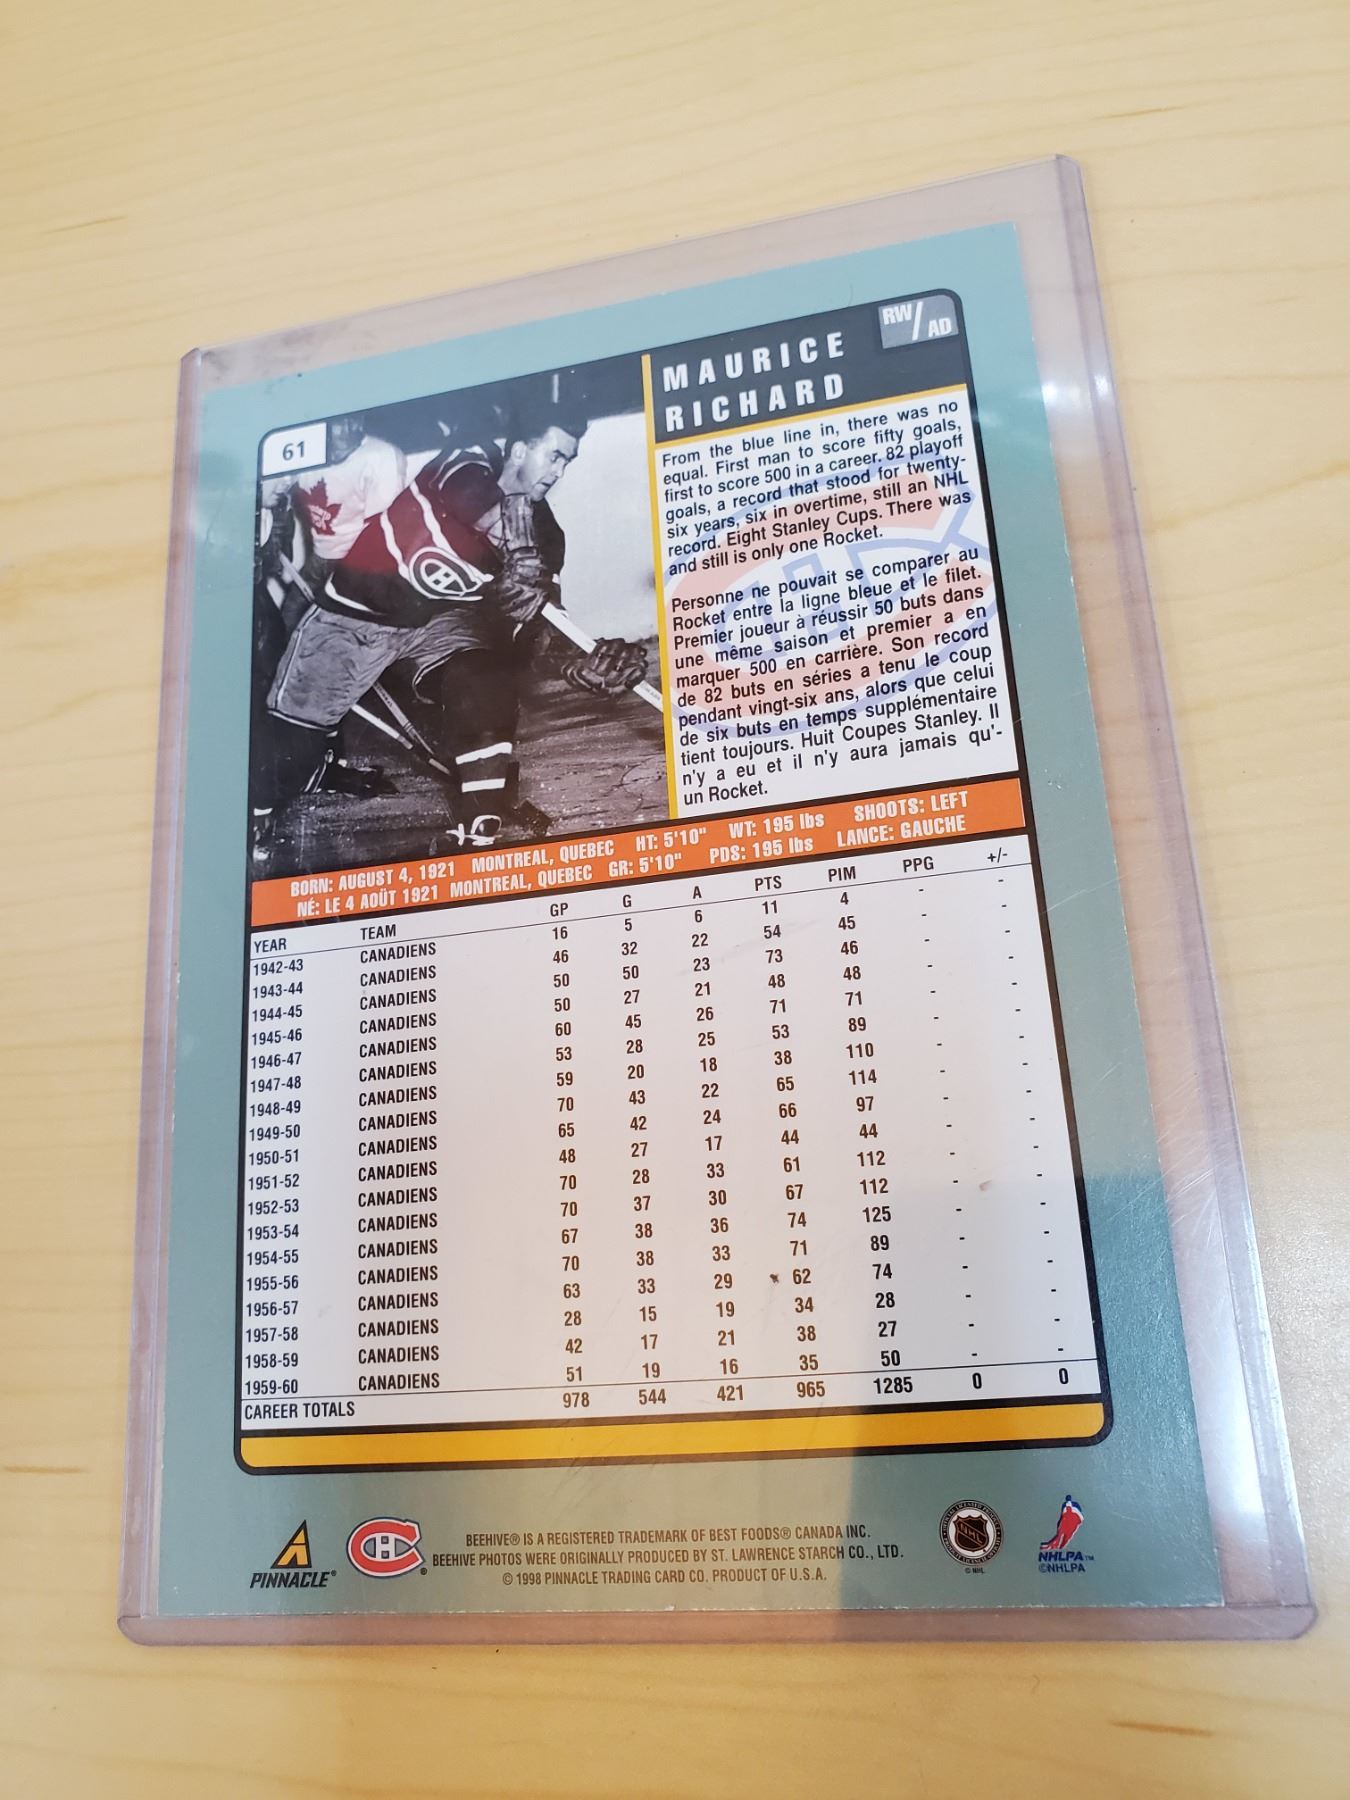 61
MAURICE
RICHARD
RW/AD
From the blue line in, there was no
equal. First man to score fifty goals,
first to score 500 in a career. 82 playoff
goals, a record that stood for twenty-
six years, six in overtime, still an NHL
record. Eight Stanley Cups. There was
and still is only one Rocket.
Personne ne pouvait se comparer au
Rocket entre la ligne bleue et le filet.
Premier joueur à réussir 50 buts dans
une même saison et premier a en
marquer 500 en carrière. Son record
de 82 buts en séries a tenu le coup
pendant vingt-six ans, alors que celui
de six buts en temps supplémentaire
tient toujours. Huit Coupes Stanley. Il
n'y a eu et il n'y aura jamais qu'-
un Rocket.
BORN: AUGUST 4, 1921 MONTREAL, QUEBEC HT: 5'10" WT: 195 lbs SHOOTS: LEFT
NÉ: LE 4 AOÜT 1921 MONTREAL, QUEBEC GR: 5'10" PDS: 195 lbs LANCE: GAUCHE
YEAR TEAM GP G A PTS PIM PPG +/-
1942-43 CANADIENS 16 5 6 11 4 - -
1943-44 CANADIENS 46 32 22 54 45 - -
1944-45 CANADIENS 50 50 23 73 46 - -
1945-46 CANADIENS 50 27 21 48 48 - -
1946-47 CANADIENS 60 45 26 71 71 - -
1947-48 CANADIENS 53 28 25 53 89 - -
1948-49 CANADIENS 59 20 18 38 110 - -
1949-50 CANADIENS 70 43 22 65 114 - -
1950-51 CANADIENS 65 42 24 66 97 - -
1951-52 CANADIENS 48 27 17 44 44 - -
1952-53 CANADIENS 70 28 33 61 112 - -
1953-54 CANADIENS 70 37 30 67 112 - -
1954-55 CANADIENS 67 38 36 74 125 - -
1955-56 CANADIENS 70 38 33 71 89 - -
1956-57 CANADIENS 63 33 29 62 74 - -
1957-58 CANADIENS 28 15 19 34 28 - -
1958-59 CANADIENS 42 17 21 38 27 - -
1959-60 CANADIENS 51 19 16 35 50 - -
CAREER TOTALS 978 544 421 965 1285 0 0
PINNACLE®
BEEHIVE® IS A REGISTERED TRADEMARK OF BEST FOODS® CANADA INC.
BEEHIVE PHOTOS WERE ORIGINALLY PRODUCED BY ST. LAWRENCE STARCH CO., LTD.
© 1998 PINNACLE TRADING CARD CO. PRODUCT OF U.S.A.
NHL
© NHL
NHLPA™
©NHLPA